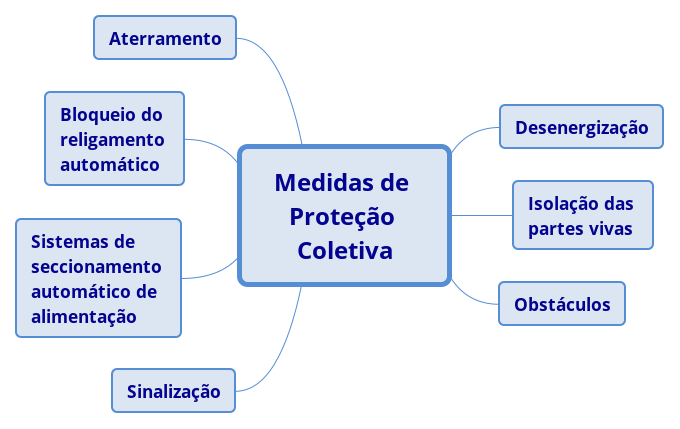 Aterramento
Bloqueio do
religamento
automático
Sistemas de
seccionamento
automático de
alimentação
Sinalização
Medidas de
Proteção
Coletiva
Desenergização
Isolação das
partes vivas
Obstáculos